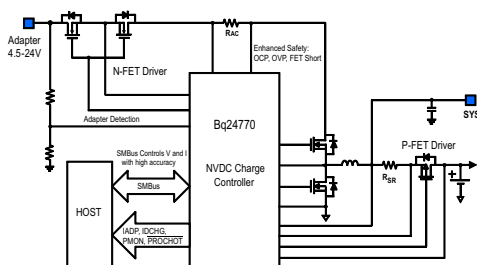 Adapter
4.5-24V
RAC
Enhanced Safety:
OCP, OVP, FET Short
N-FET Driver
Adapter Detection
Bq24770
NVDC Charge
Controller
SYS
P-FET Driver
RSR
+
SMBus Controls V and I
with high accuracy
SMBus
HOST
IADP, IDCHG,
PMON, PROCHOT